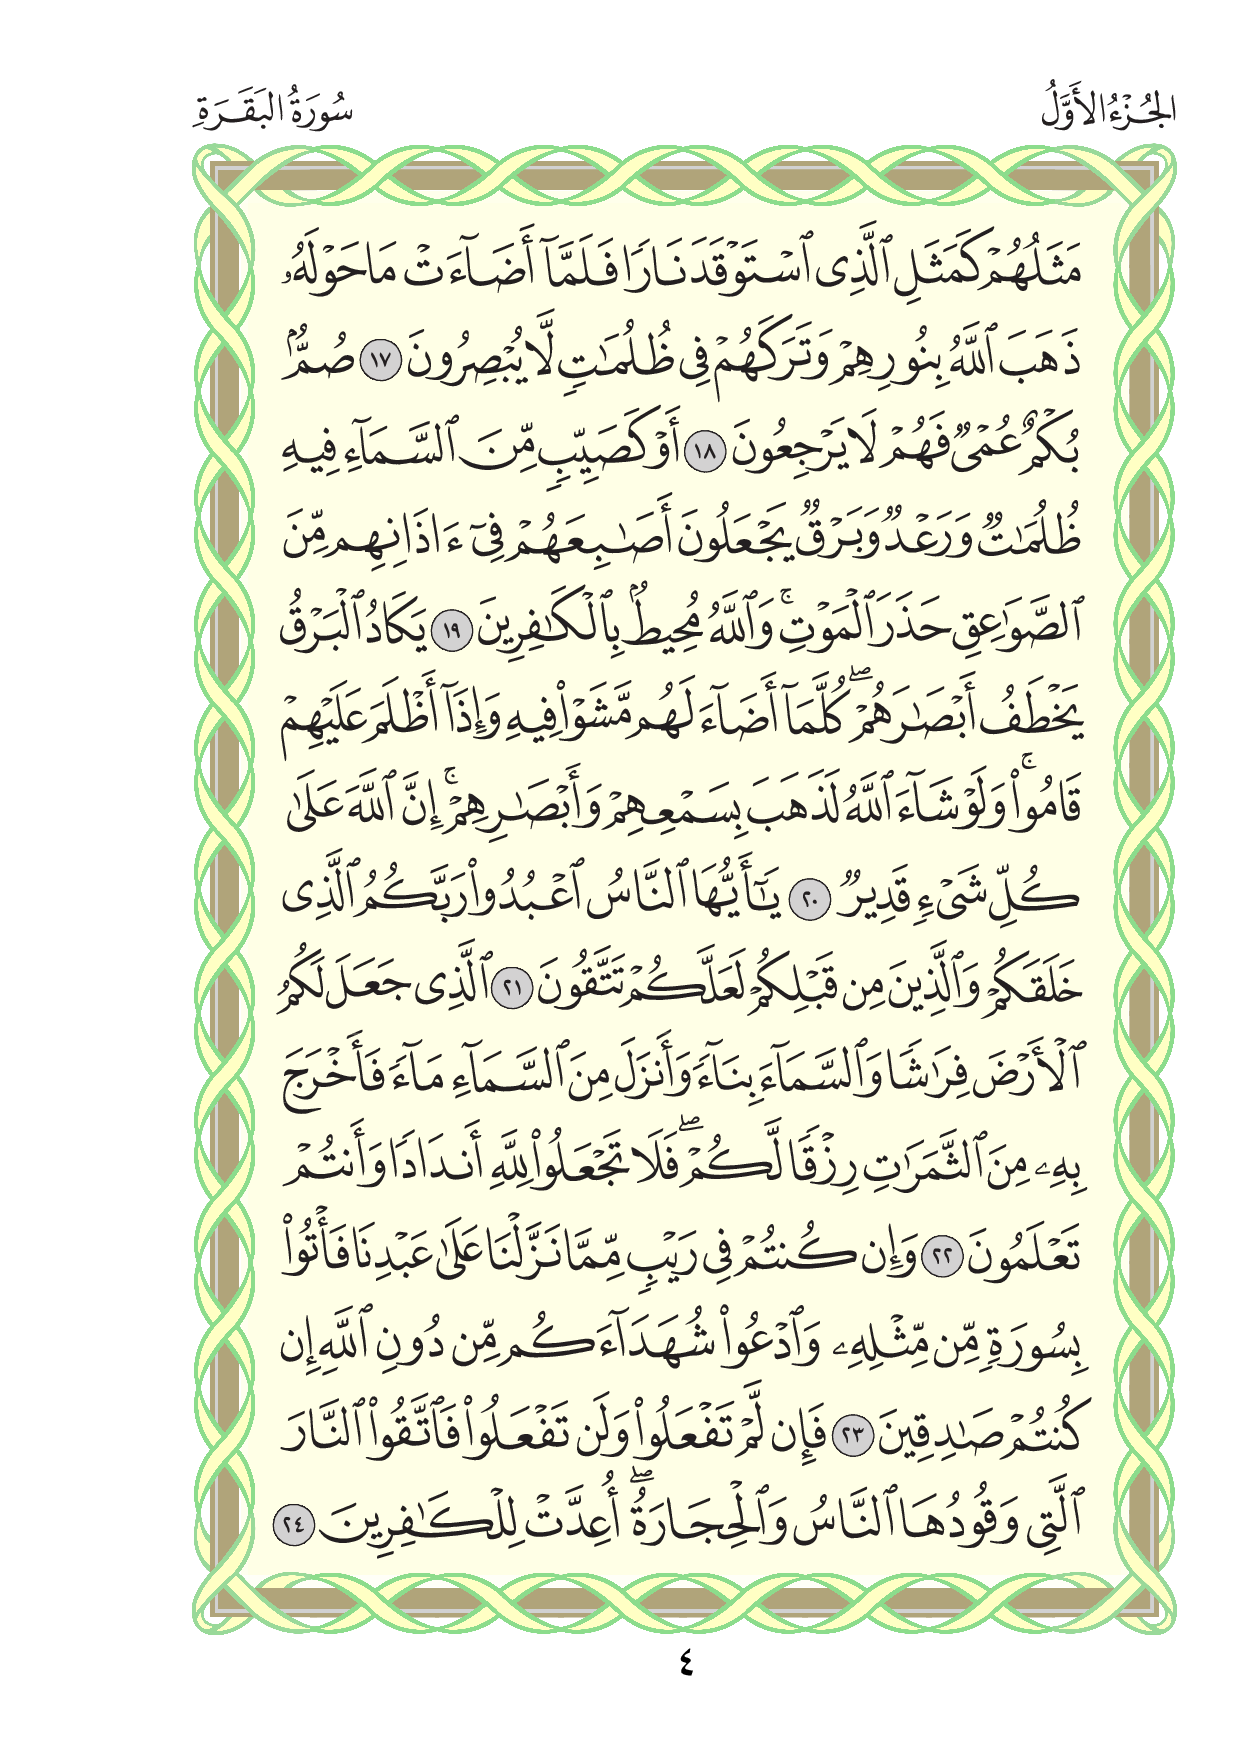 الجُزْءُ الأَوَّلُ
سُورَةُ البَقَرَةِ
مَثَلُهُمْ كَمَثَلِ ٱلَّذِى ٱسْتَوْقَدَ نَارًا فَلَمَّآ أَضَآءَتْ مَا حَوْلَهُۥ
ذَهَبَ ٱللَّهُ بِنُورِهِمْ وَتَرَكَهُمْ فِى ظُلُمَٰتٍ لَّا يُبْصِرُونَ ١٧ صُمٌّۢ
بُكْمٌ عُمْىٌ فَهُمْ لَا يَرْجِعُونَ ١٨ أَوْ كَصَيِّبٍ مِّنَ ٱلسَّمَآءِ فِيهِ
ظُلُمَٰتٌ وَرَعْدٌ وَبَرْقٌ يَجْعَلُونَ أَصَٰبِعَهُمْ فِىٓ ءَاذَانِهِم مِّنَ
ٱلصَّوَٰعِقِ حَذَرَ ٱلْمَوْتِ ۚ وَٱللَّهُ مُحِيطٌۢ بِٱلْكَٰفِرِينَ ١٩ يَكَادُ ٱلْبَرْقُ
يَخْطَفُ أَبْصَٰرَهُمْ ۖ كُلَّمَآ أَضَآءَ لَهُم مَّشَوْا۟ فِيهِ وَإِذَآ أَظْلَمَ عَلَيْهِمْ
قَامُوا۟ ۚ وَلَوْ شَآءَ ٱللَّهُ لَذَهَبَ بِسَمْعِهِمْ وَأَبْصَٰرِهِمْ ۚ إِنَّ ٱللَّهَ عَلَىٰ
كُلِّ شَىْءٍ قَدِيرٌ ٢٠ يَٰٓأَيُّهَا ٱلنَّاسُ ٱعْبُدُوا۟ رَبَّكُمُ ٱلَّذِى
خَلَقَكُمْ وَٱلَّذِينَ مِن قَبْلِكُمْ لَعَلَّكُمْ تَتَّقُونَ ٢١ ٱلَّذِى جَعَلَ لَكُمُ
ٱلْأَرْضَ فِرَٰشًا وَٱلسَّمَآءَ بِنَآءً وَأَنزَلَ مِنَ ٱلسَّمَآءِ مَآءً فَأَخْرَجَ
بِهِۦ مِنَ ٱلثَّمَرَٰتِ رِزْقًا لَّكُمْ ۖ فَلَا تَجْعَلُوا۟ لِلَّهِ أَندَادًا وَأَنتُمْ
تَعْلَمُونَ ٢٢ وَإِن كُنتُمْ فِى رَيْبٍ مِّمَّا نَزَّلْنَا عَلَىٰ عَبْدِنَا فَأْتُوا۟
بِسُورَةٍ مِّن مِّثْلِهِۦ وَٱدْعُوا۟ شُهَدَآءَكُم مِّن دُونِ ٱللَّهِ إِن
كُنتُمْ صَٰدِقِينَ ٢٣ فَإِن لَّمْ تَفْعَلُوا۟ وَلَن تَفْعَلُوا۟ فَٱتَّقُوا۟ ٱلنَّارَ
ٱلَّتِى وَقُودُهَا ٱلنَّاسُ وَٱلْحِجَارَةُ ۖ أُعِدَّتْ لِلْكَٰفِرِينَ ٢٤
٤